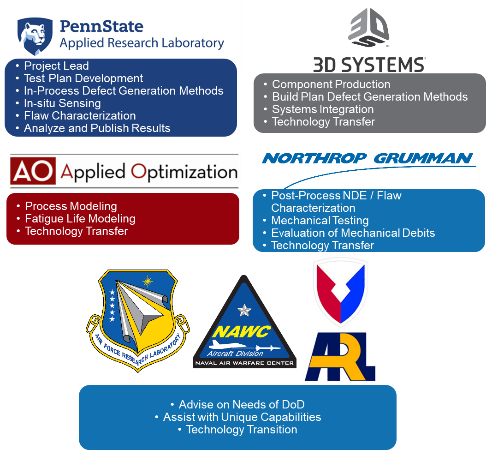 PennState
Applied Research Laboratory
• Project Lead
• Test Plan Development
• In-Process Defect Generation Methods
• In-situ Sensing
• Flaw Characterization
• Analyze and Publish Results
3DS
3D SYSTEMS®
• Component Production
• Build Plan Defect Generation Methods
• Systems Integration
• Technology Transfer
AO Applied Optimization
• Process Modeling
• Fatigue Life Modeling
• Technology Transfer
NORTHROP GRUMMAN
• Post-Process NDE / Flaw
Characterization
• Mechanical Testing
• Evaluation of Mechanical Debits
• Technology Transfer
AIR FORCE RESEARCH LABORATORY
NAWC
Aircraft Division
NAVAL AIR WARFARE CENTER
ARL
• Advise on Needs of DoD
• Assist with Unique Capabilities
• Technology Transition